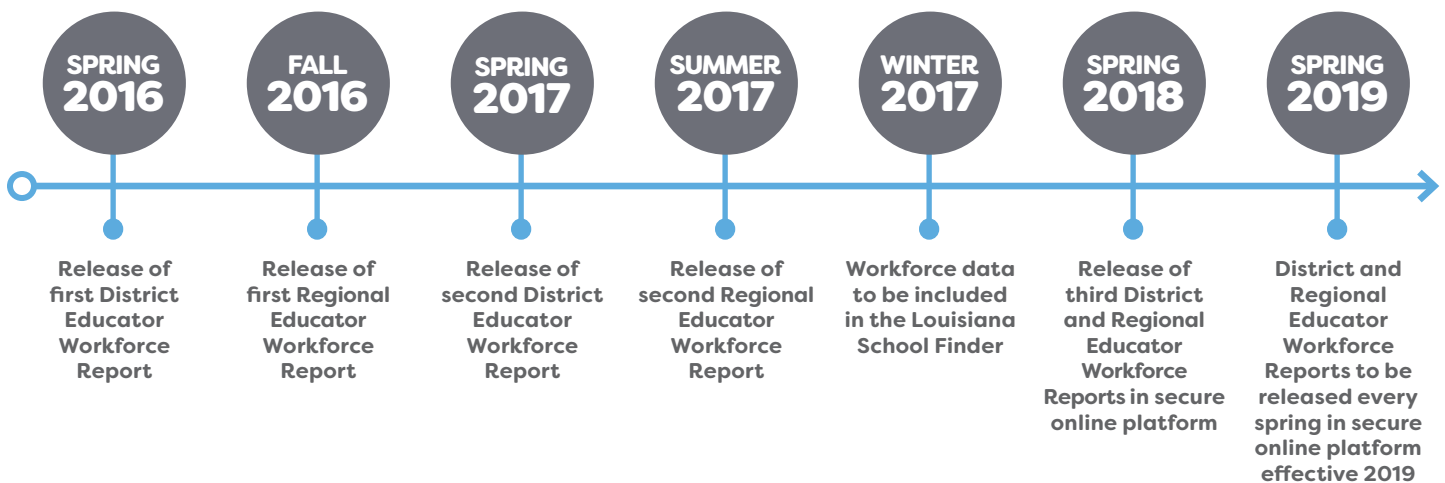 SPRING
2016
FALL
2016
SPRING
2017
SUMMER
2017
WINTER
2017
SPRING
2018
SPRING
2019
Release of
first District
Educator
Workforce
Report
Release of
first Regional
Educator
Workforce
Report
Release of
second District
Educator
Workforce
Report
Release of
second Regional
Educator
Workforce
Report
Workforce data
to be included
in the Louisiana
School Finder
Release of
third District
and Regional
Educator
Workforce
Reports in secure
online platform
District and
Regional
Educator
Workforce
Reports to be
released every
spring in secure
online platform
effective 2019